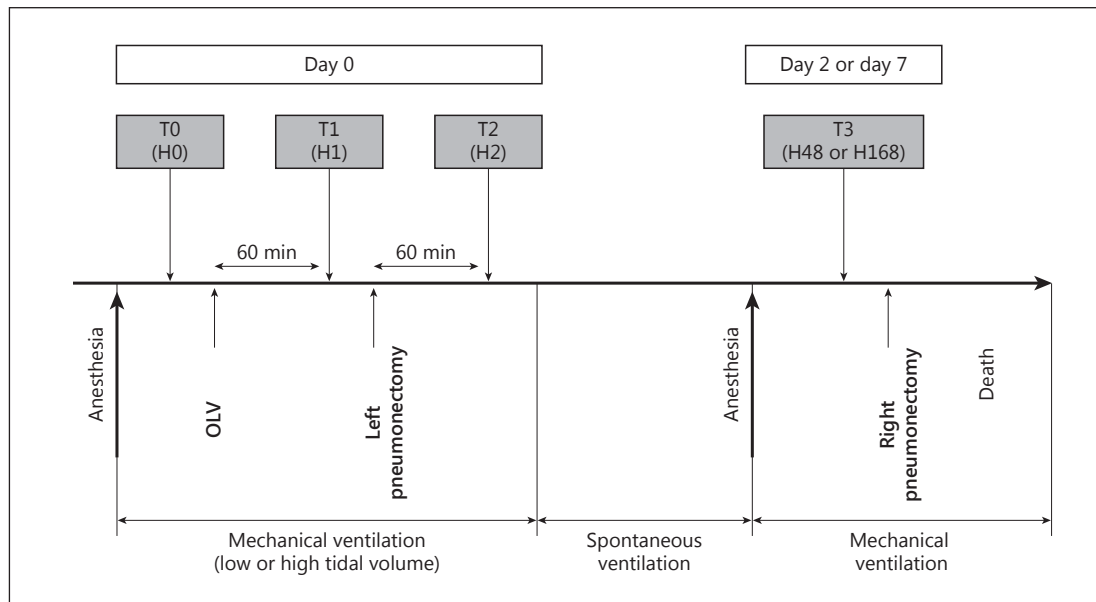 Day 0
Day 2 or day 7
T0
(H0)
T1
(H1)
T2
(H2)
T3
(H48 or H168)
60 min
60 min
Anesthesia
OLV
Left
pneumonectomy
Anesthesia
Right
pneumonectomy
Death
Mechanical ventilation
(low or high tidal volume)
Spontaneous
ventilation
Mechanical
ventilation